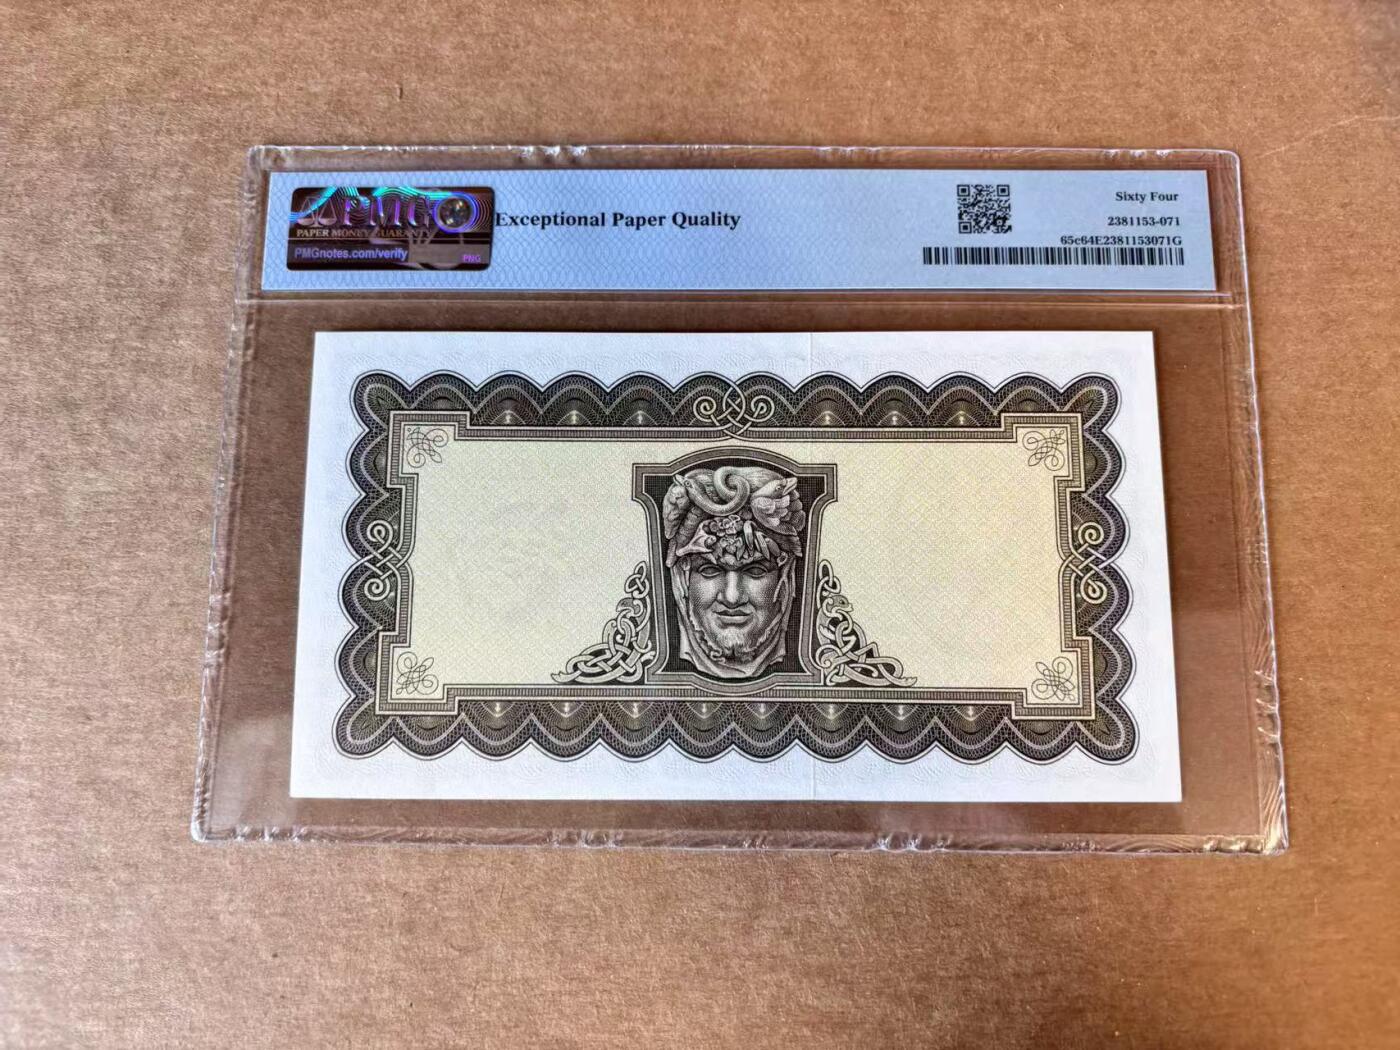 PMG
PAPER MONEY GUARANTY
PMGnotes.com/verify
PNG
Exceptional Paper Quality
Sixty Four
2381153-071
65c64E2381153071G